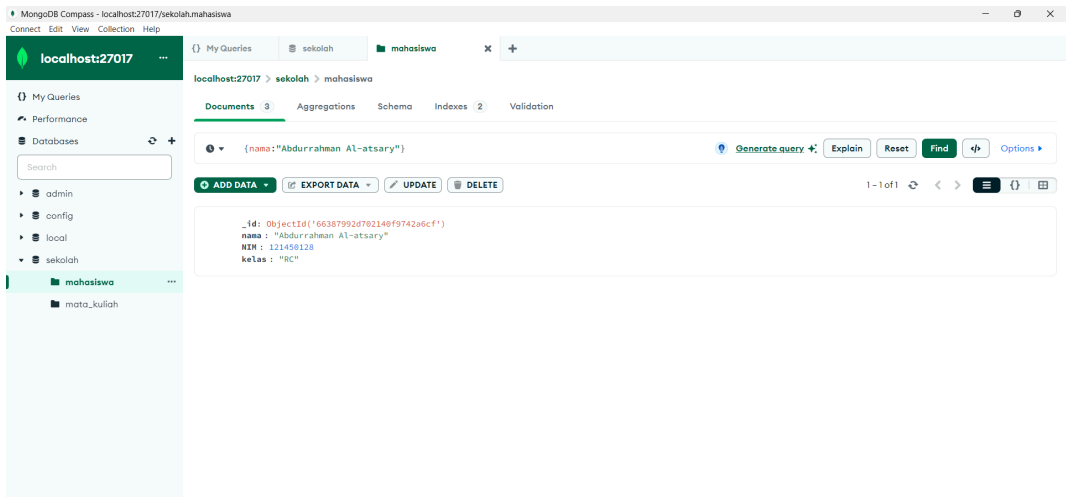 MongoDB Compass - localhost:27017/sekolah.mahasiswa
Connect Edit View Collection Help
localhost:27017 ...
{} My Queries
sekolah
mahasiswa
localhost:27017 > sekolah > mahasiswa
My Queries
Performance
Databases
Search
admin
config
local
sekolah
mahasiswa ...
mata_kuliah
Documents 3 Aggregations Schema Indexes 2 Validation
{nama:"Abdurrahman Al-atsary"}
Generate query Explain Reset Find </> Options
ADD DATA EXPORT DATA UPDATE DELETE
1 – 1 of 1 {}
_id: ObjectId('66387992d702140f9742a6cf')
nama : "Abdurrahman Al-atsary"
NIM : 121450128
kelas : "RC"